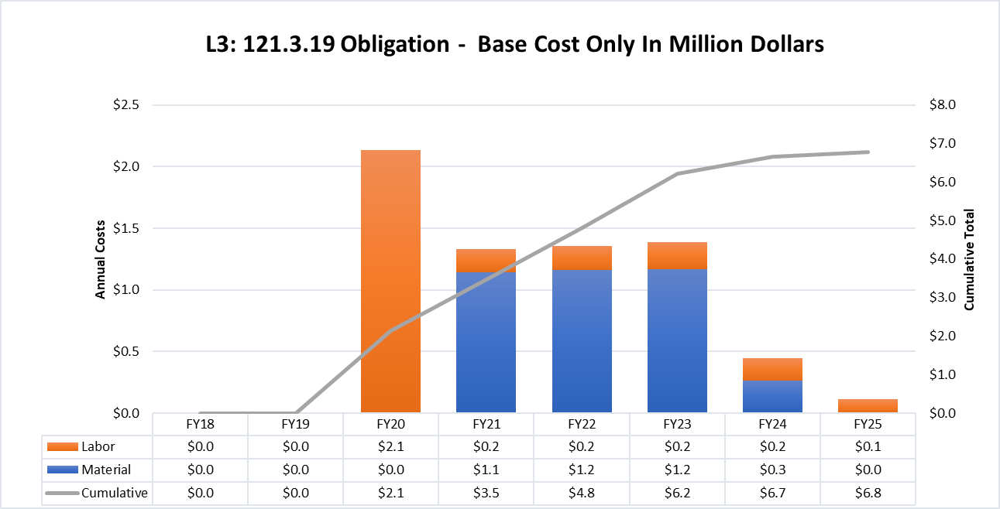 L3: 121.3.19 Obligation - Base Cost Only In Million Dollars
$2.5
$2.0
$1.5
$1.0
$0.5
$0.0
Annual Costs
$8.0
$7.0
$6.0
$5.0
$4.0
$3.0
$2.0
$1.0
$0.0
Cumulative Total
FY18 FY19 FY20 FY21 FY22 FY23 FY24 FY25
Labor $0.0 $0.0 $2.1 $0.2 $0.2 $0.2 $0.2 $0.1
Material $0.0 $0.0 $0.0 $1.1 $1.2 $1.2 $0.3 $0.0
Cumulative $0.0 $0.0 $2.1 $3.5 $4.8 $6.2 $6.7 $6.8